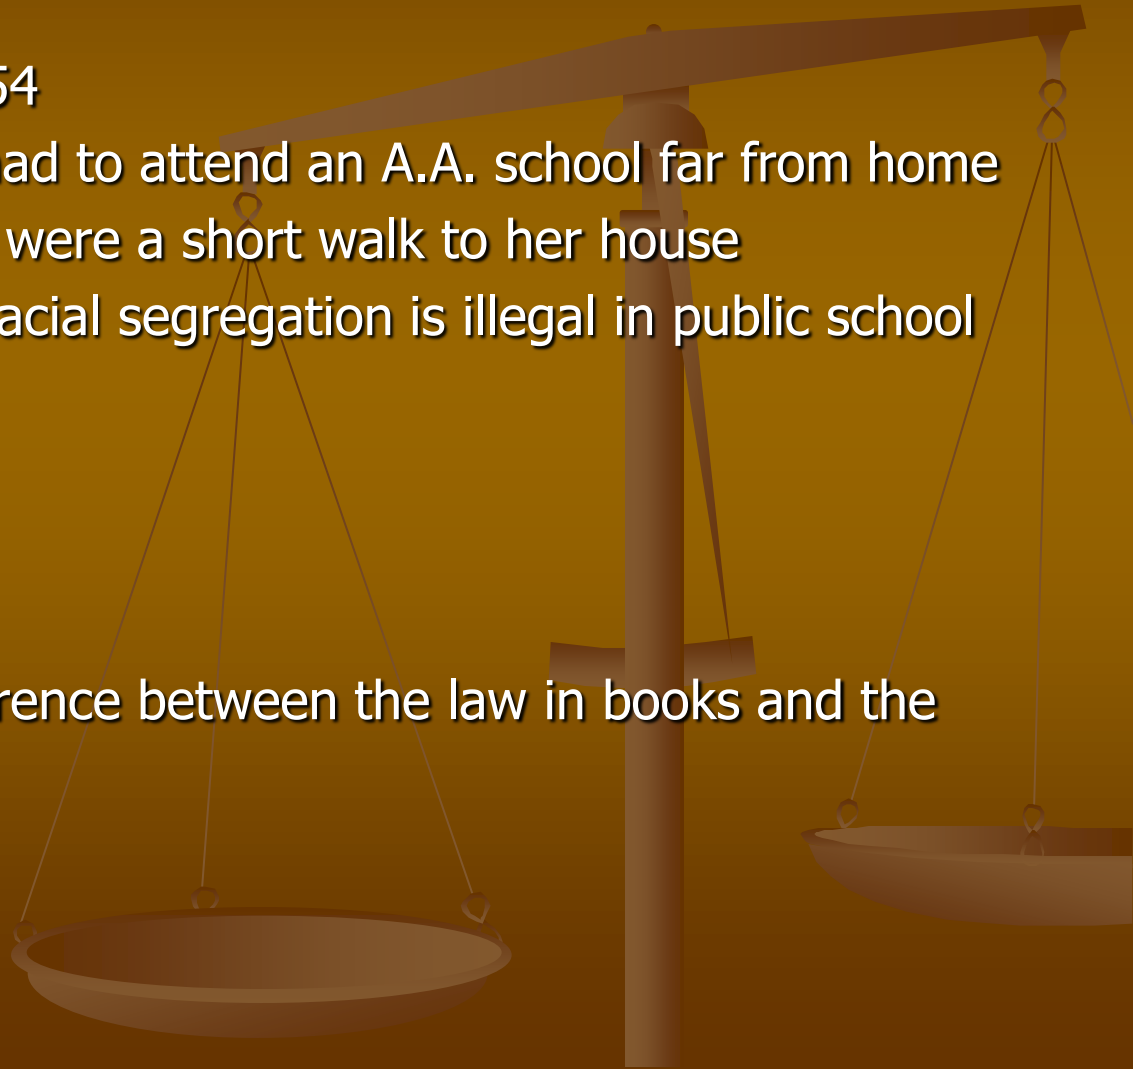 54
ad to attend an A.A. school far from home
were a short walk to her house
acial segregation is illegal in public school
rence between the law in books and the